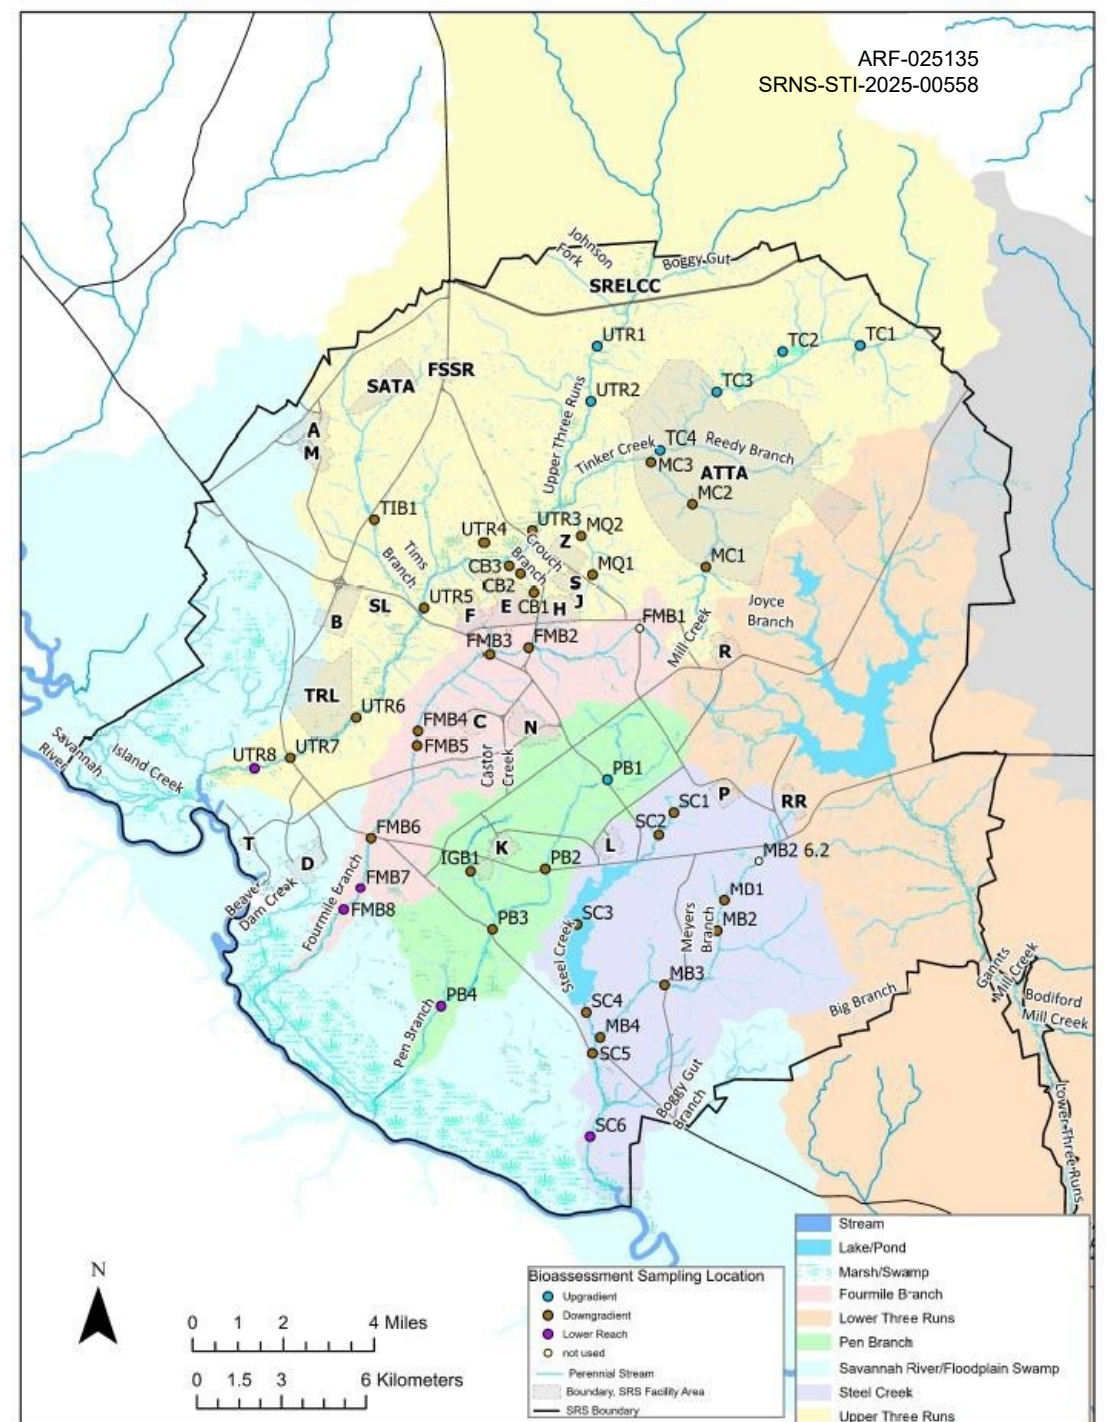 ARF-025135
SRNS-STI-2025-00558
Johnson
Fork
Boggy Gut
SRELCC
UTR1
TC2
TC1
FSSR
SATA
TC3
UTR2
Upper Three Runs
A
M
TC4
Reedy Branch
Tinker Creek
MC3
ATTA
MC2
TIB1
UTR4
UTR3
MQ2
Z
Crouch
Branch
Tims
Branch
CB3
CB2
MQ1
MC1
S
J
UTR5
SL
B
F
E
CB1
H
FMB1
Joyce
Branch
Mill Creek
FMB3
FMB2
R
TRL
UTR6
FMB4
C
N
FMB5
Castor
Creek
Savannah
River
Island Creek
UTR8
UTR7
PB1
P
RR
SC1
SC2
T
D
FMB6
K
L
MB2 6.2
IGB1
PB2
Beaver
Dam Creek
Fourmile Branch
FMB7
FMB8
MB1
MB2
Meyers
Branch
SC3
PB3
Steel Creek
MB3
PB4
Pen Branch
SC4
MB4
SC5
Big Branch
Gannts
Mill Creek
Bodiford
Mill Creek
Boggy Gut
Branch
SC6
Lower Three Runs
N
0 1 2 4 Miles
0 1.5 3 6 Kilometers
Bioassessment Sampling Location
Upgradient
Downgradient
Lower Reach
not used
Perennial Stream
Boundary, SRS Facility Area
SRS Boundary
Stream
Lake/Pond
Marsh/Swamp
Fourmile Branch
Lower Three Runs
Pen Branch
Savannah River/Floodplain Swamp
Steel Creek
Upper Three Runs